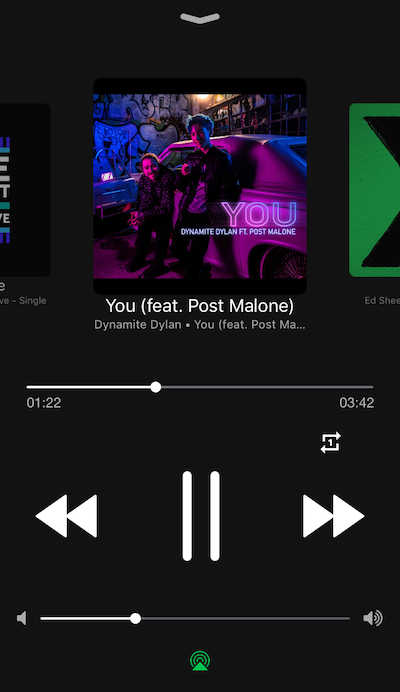 VE
e
ve - Single
YOU
DYNAMITE DYLAN FT. POST MALONE
You (feat. Post Malone)
Dynamite Dylan • You (feat. Post Ma...
Ed Shee
01:22
03:42
1